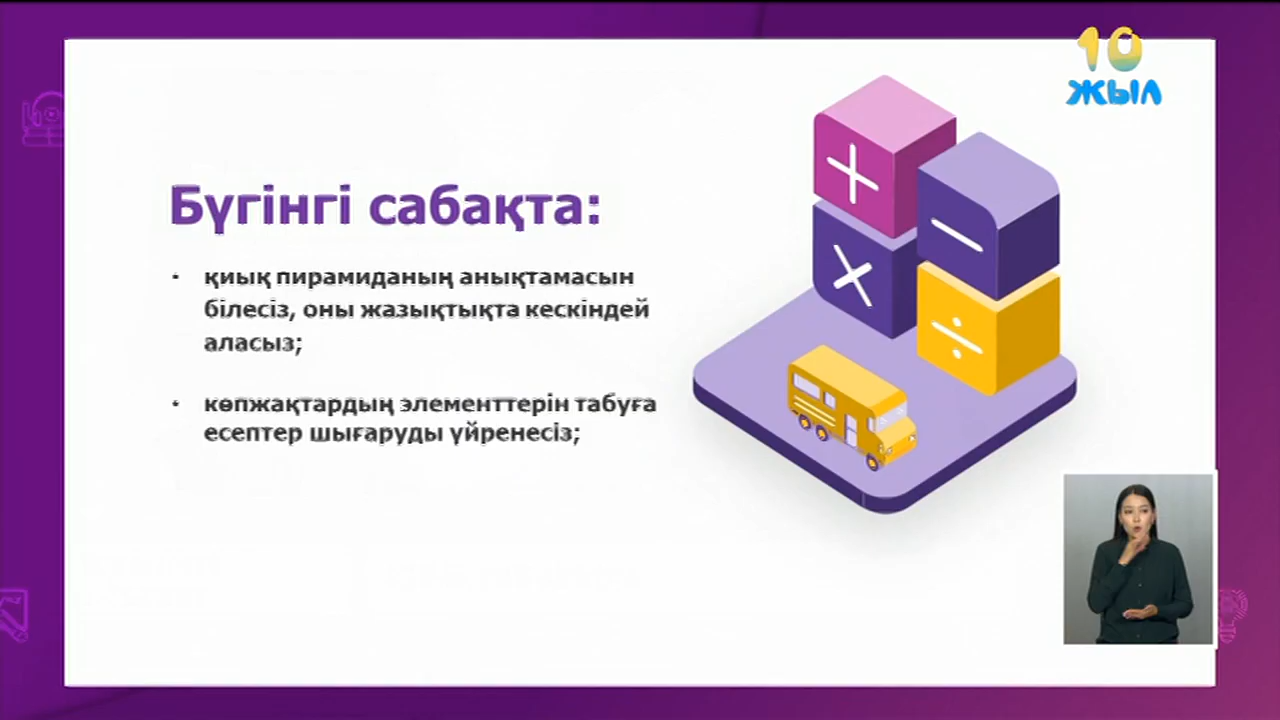 10
ЖЫЛ
Бүгінгі сабақта:
• қиық пирамиданың анықтамасын
білесіз, оны жазықтықта кескіндей
аласыз;
• көпжақтардың элементтерін табуға
есептер шығаруды үйренесіз;